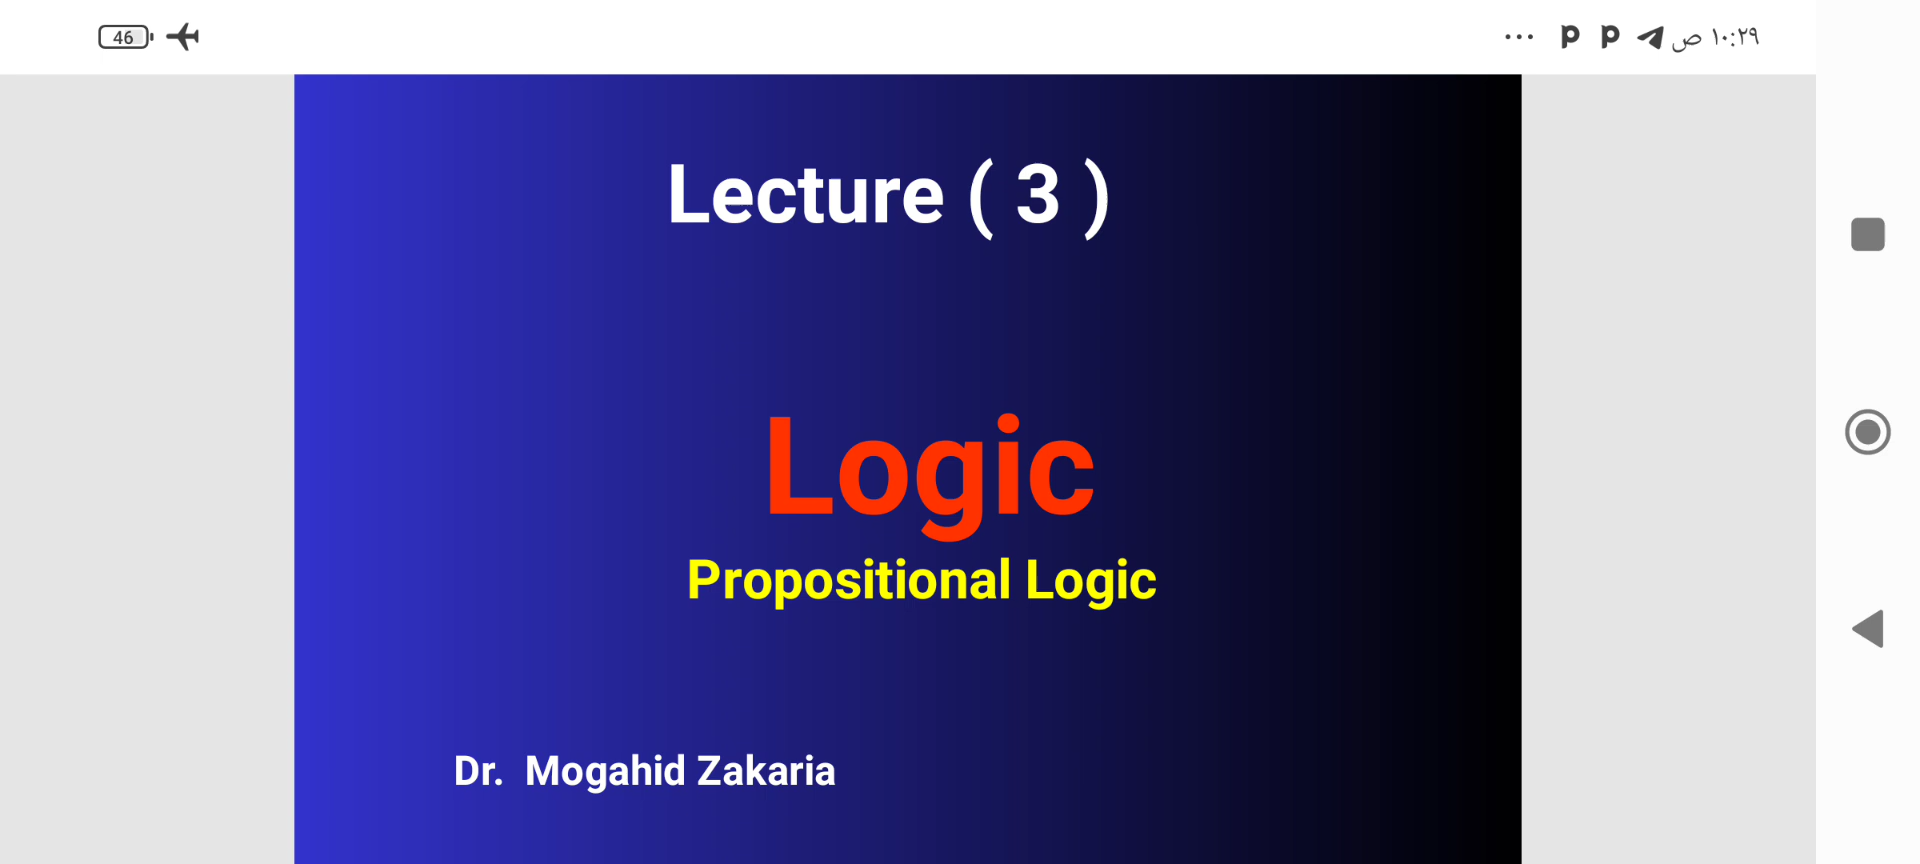 46
··· p p ١٠:٢٩ ص
Lecture ( 3 )
Logic
Propositional Logic
Dr. Mogahid Zakaria